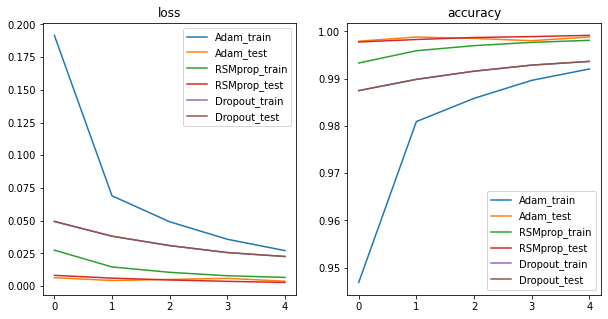 loss
0.200
0.175
0.150
0.125
0.100
0.075
0.050
0.025
0.000
0 1 2 3 4
Adam_train
Adam_test
RSMprop_train
RSMprop_test
Dropout_train
Dropout_test
accuracy
1.00
0.99
0.98
0.97
0.96
0.95
0 1 2 3 4
Adam_train
Adam_test
RSMprop_train
RSMprop_test
Dropout_train
Dropout_test